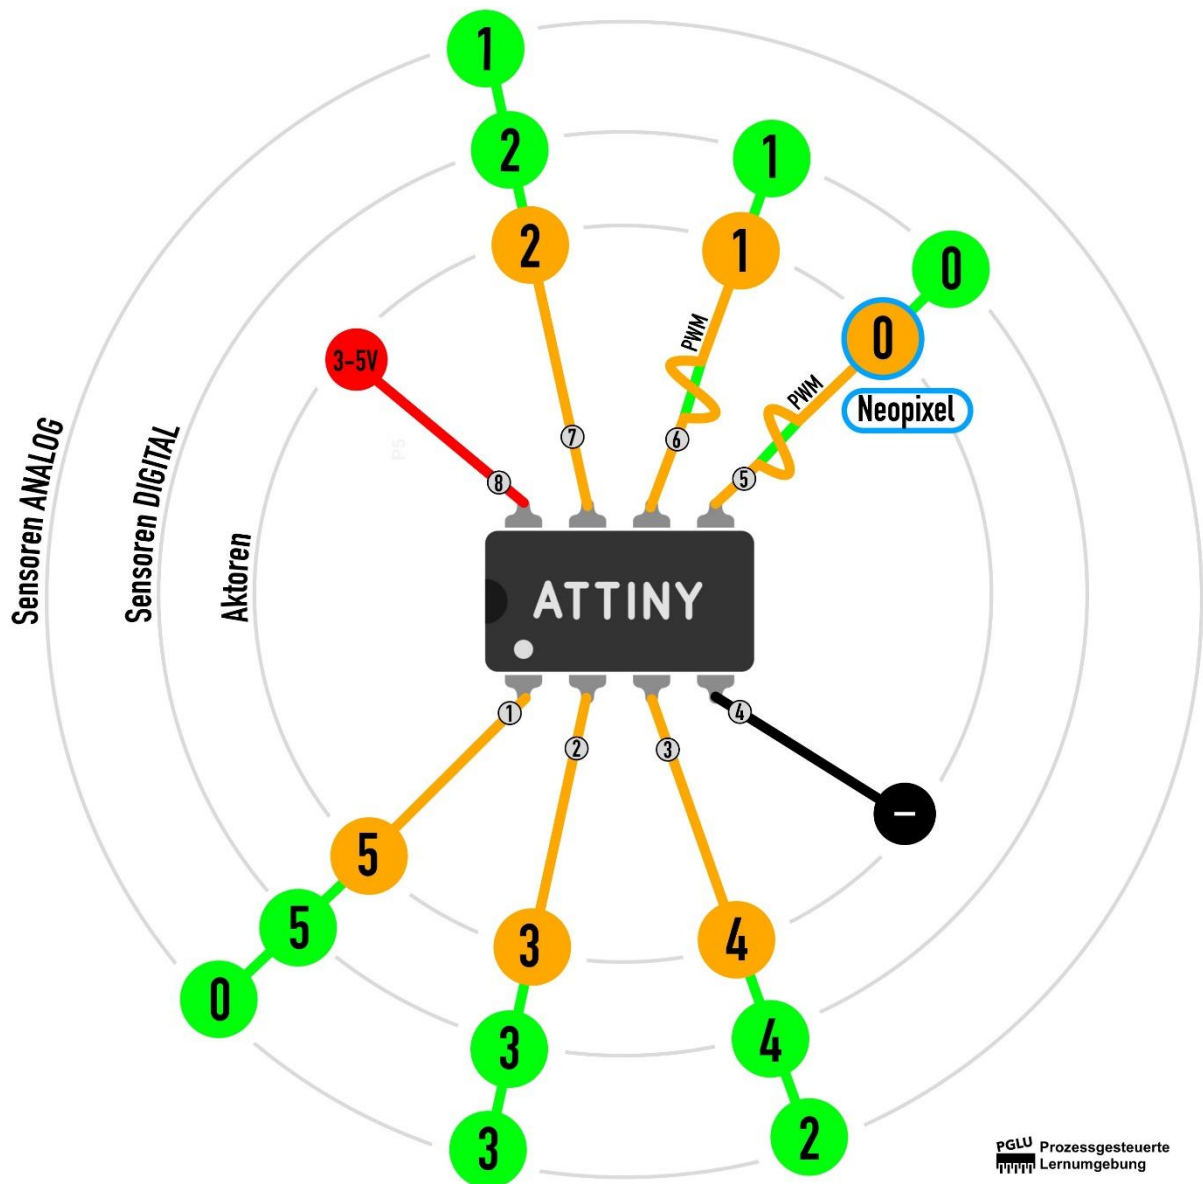 1
2
1
2
1
0
0
3-5V
PWM
PWM
Neopixel
7
6
5
8
P5
Sensoren ANALOG
Sensoren DIGITAL
Aktoren
ATTINY
1
2
3
4
–
5
5
0
3
3
3
4
4
2
PGLU Prozessgesteuerte
Lernumgebung